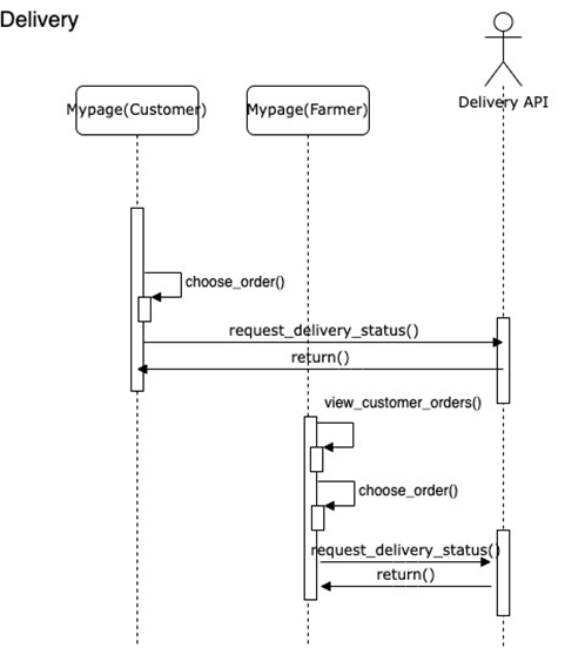 Delivery
Mypage(Customer)
Mypage(Farmer)
Delivery API
choose_order()
request_delivery_status()
return()
view_customer_orders()
choose_order()
request_delivery_status()
return()